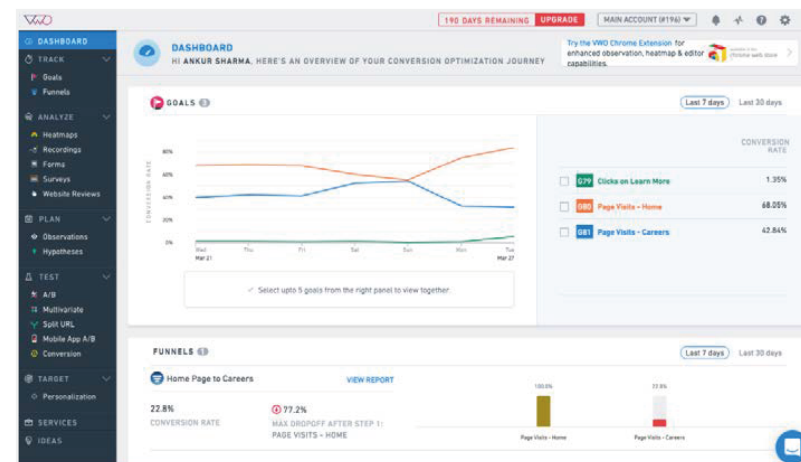 VWO
190 DAYS REMAINING UPGRADE MAIN ACCOUNT (#196)
DASHBOARD
TRACK
Goals
Funnels
ANALYZE
Heatmaps
Recordings
Forms
Surveys
Website Reviews
PLAN
Observations
Hypotheses
TEST
A/B
Multivariate
Split URL
Mobile App A/B
Conversion
TARGET
Personalization
SERVICES
IDEAS
DASHBOARD
HI ANKUR SHARMA, HERE'S AN OVERVIEW OF YOUR CONVERSION OPTIMIZATION JOURNEY
Try the VWO Chrome Extension for
enhanced observation, heatmap & editor
capabilities.
chrome web store
GOALS 3
Last 7 days Last 30 days
CONVERSION RATE
80%
60%
40%
20%
0%
Wed Thu Fri Sat Sun Mon Tue
Mar 21 Mar 27
Select upto 5 goals from the right panel to view together.
CONVERSION
RATE
G79 Clicks on Learn More 1.35%
G80 Page Visits - Home 68.05%
G81 Page Visits - Careers 42.84%
FUNNELS
Last 7 days Last 30 days
Home Page to Careers VIEW REPORT
22.8%
CONVERSION RATE
77.2%
MAX DROPOFF AFTER STEP 1:
PAGE VISITS - HOME
100.0% 22.8%
Page Visits - Home Page Visits - Careers